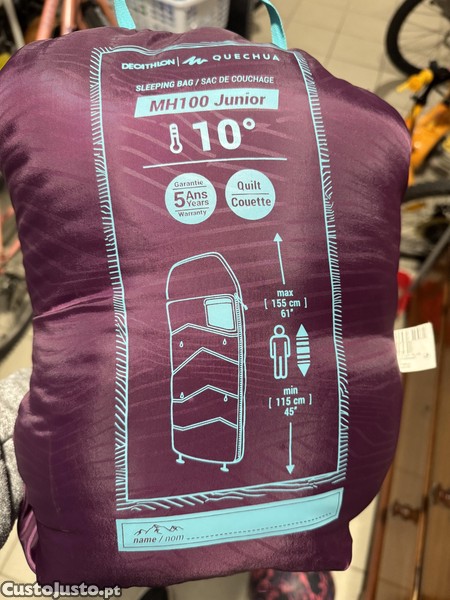 DECATHLON | QUECHUA
SLEEPING BAG / SAC DE COUCHAGE
MH100 Junior
10°
Garantie
5 Ans
Years
Warranty
Quilt
Couette
max
[ 155 cm ]
61"
min
[ 115 cm ]
45"
name / nom
CustoJusto.pt